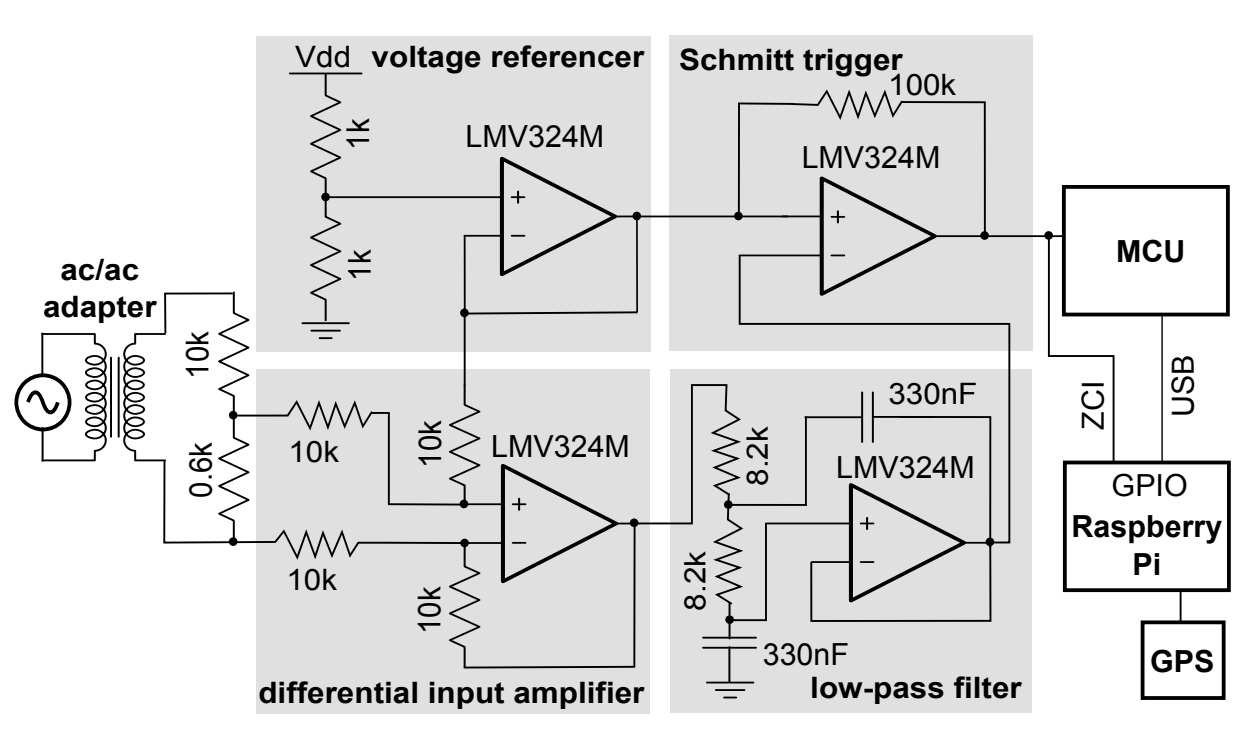 voltage referencer
Vdd
1k
1k
LMV324M
Schmitt trigger
100k
LMV324M
MCU
ZCI
USB
ac/ac
adapter
10k
0.6k
10k
10k
10k
10k
LMV324M
differential input amplifier
8.2k
8.2k
330nF
LMV324M
330nF
low-pass filter
GPIO
Raspberry
Pi
GPS